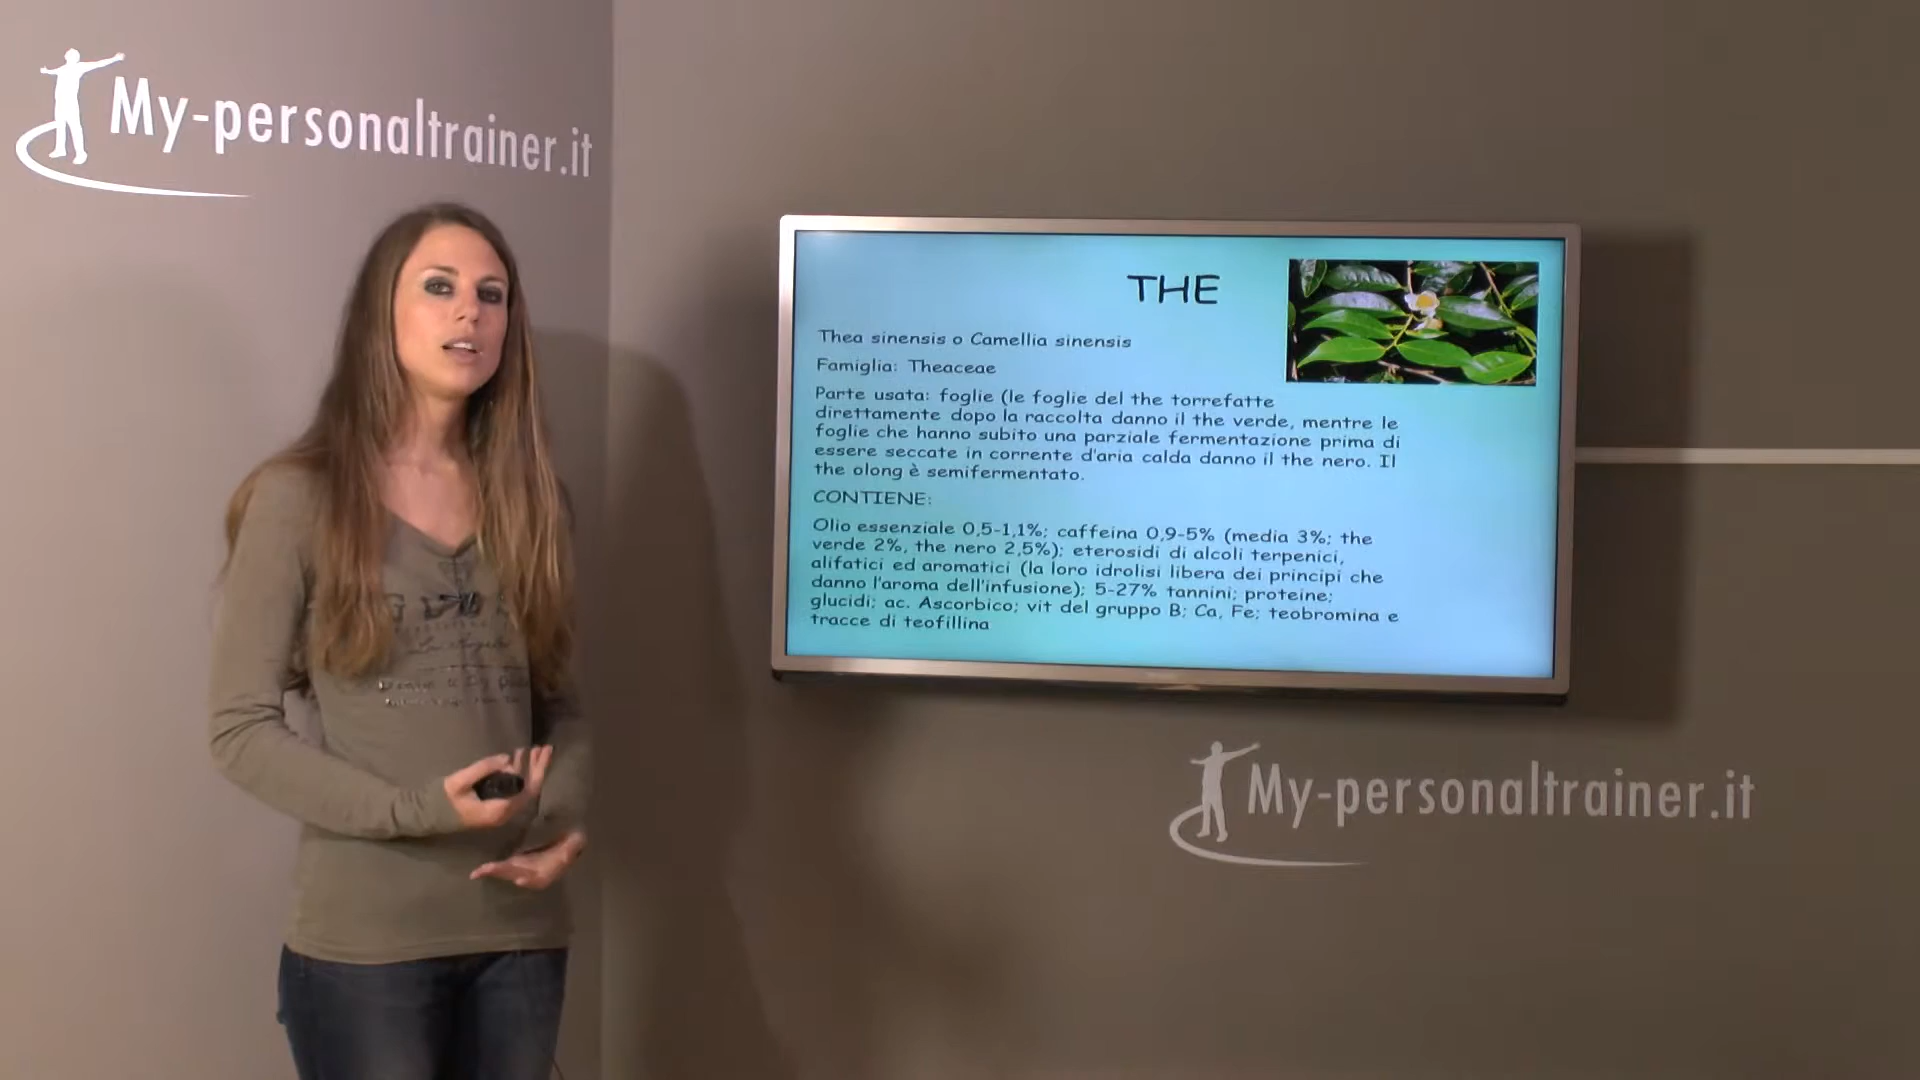 My-personaltrainer.it
THE
Thea sinensis o Camellia sinensis
Famiglia: Theaceae
Parte usata: foglie (le foglie del the torrefatte
direttamente dopo la raccolta danno il the verde, mentre le
foglie che hanno subito una parziale fermentazione prima di
essere seccate in corrente d'aria calda danno il the nero. Il
the olong è semifermentato.
CONTIENE:
Olio essenziale 0,5-1,1%; caffeina 0,9-5% (media 3%; the
verde 2%, the nero 2,5%); eterosidi di alcoli terpenici,
alifatici ed aromatici (la loro idrolisi libera dei principi che
danno l'aroma dell'infusione); 5-27% tannini; proteine;
glucidi; ac. Ascorbico; vit del gruppo B; Ca, Fe; teobromina e
tracce di teofillina
My-personaltrainer.it